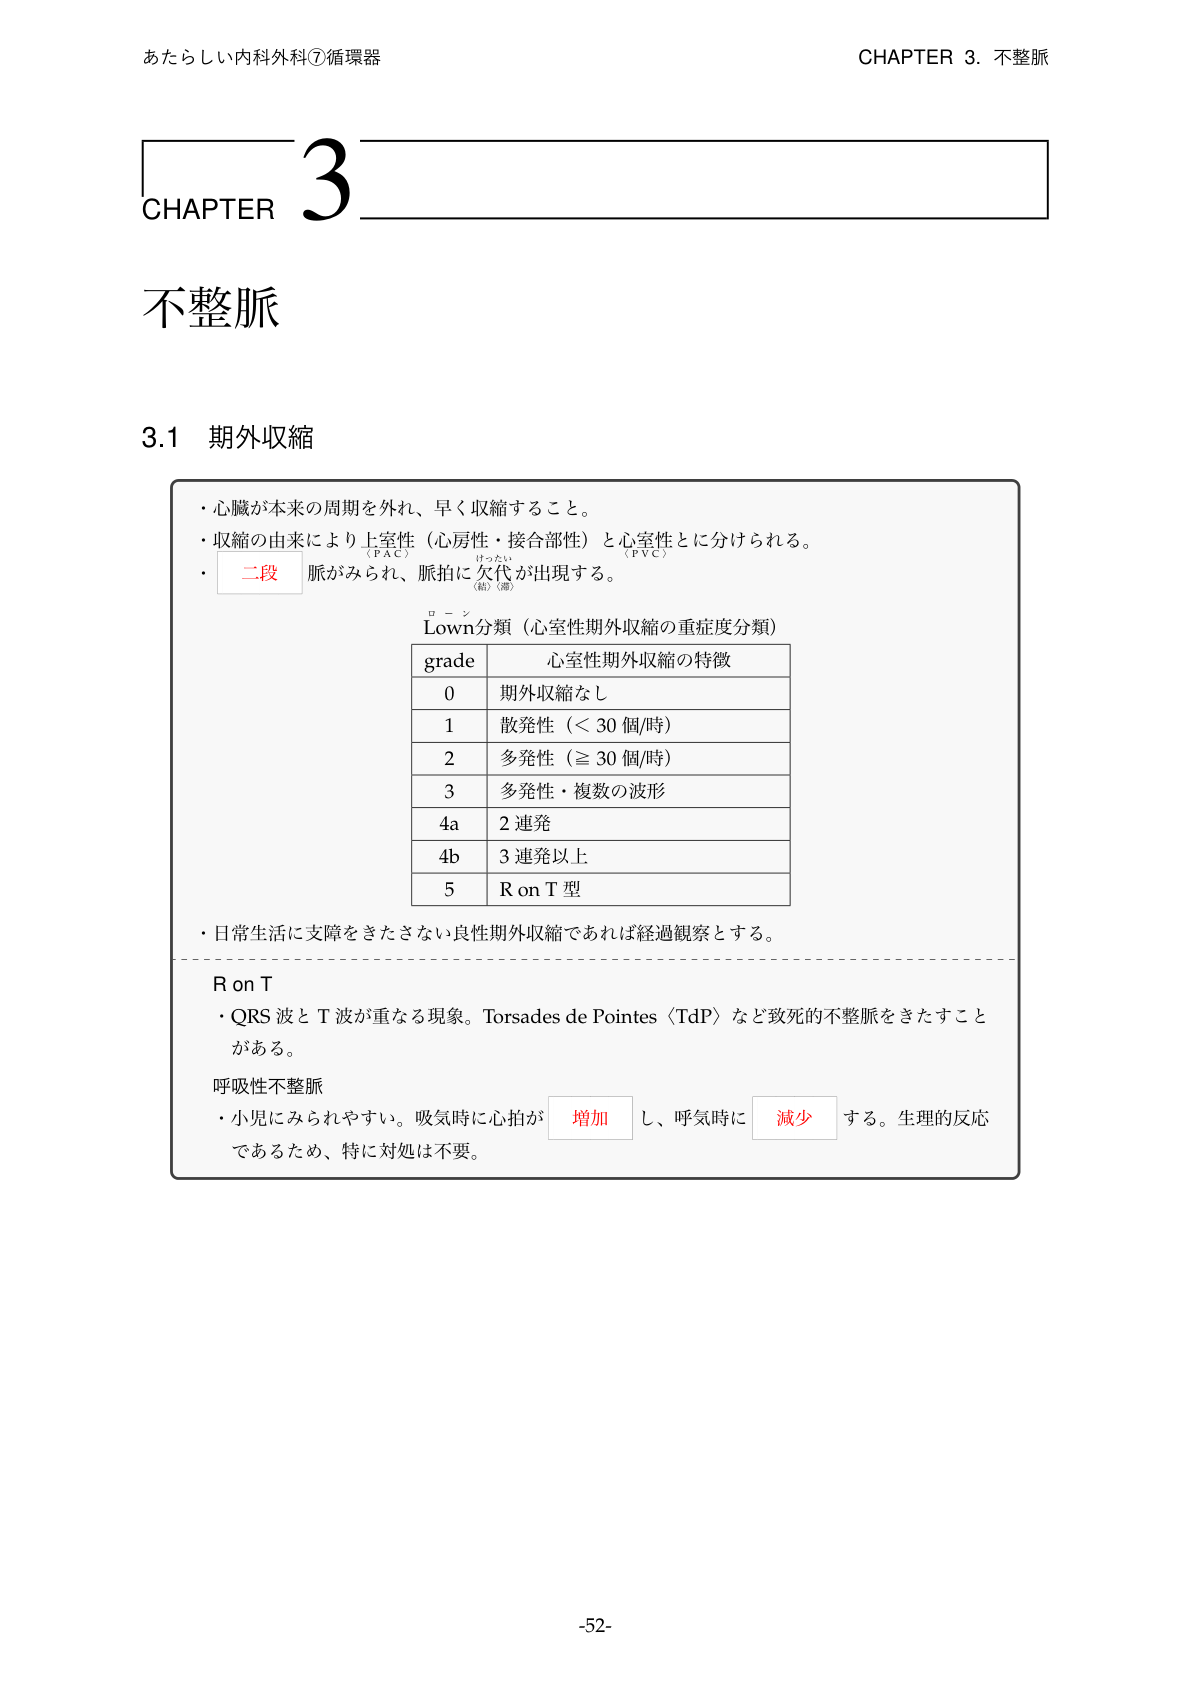 あたらしい内科外科⑦循環器
CHAPTER 3. 不整脈
CHAPTER 3
不整脈
3.1 期外収縮
・心臓が本来の周期を外れ、早く収縮すること。
・収縮の由来により上室性（心房性・接合部性）と心室性とに分けられる。
〈PAC〉 〈PVC〉
けったい
・ 二段 脈がみられ、脈拍に欠代が出現する。
〈結〉〈滞〉
ローン
Lown分類（心室性期外収縮の重症度分類）
grade 心室性期外収縮の特徴
0 期外収縮なし
1 散発性（< 30 個/時）
2 多発性（≧ 30 個/時）
3 多発性・複数の波形
4a 2 連発
4b 3 連発以上
5 R on T 型
・日常生活に支障をきたさない良性期外収縮であれば経過観察とする。
R on T
・QRS 波と T 波が重なる現象。Torsades de Pointes〈TdP〉など致死的不整脈をきたすこと
がある。
呼吸性不整脈
・小児にみられやすい。吸気時に心拍が 増加 し、呼気時に 減少 する。生理的反応
であるため、特に対処は不要。
-52-